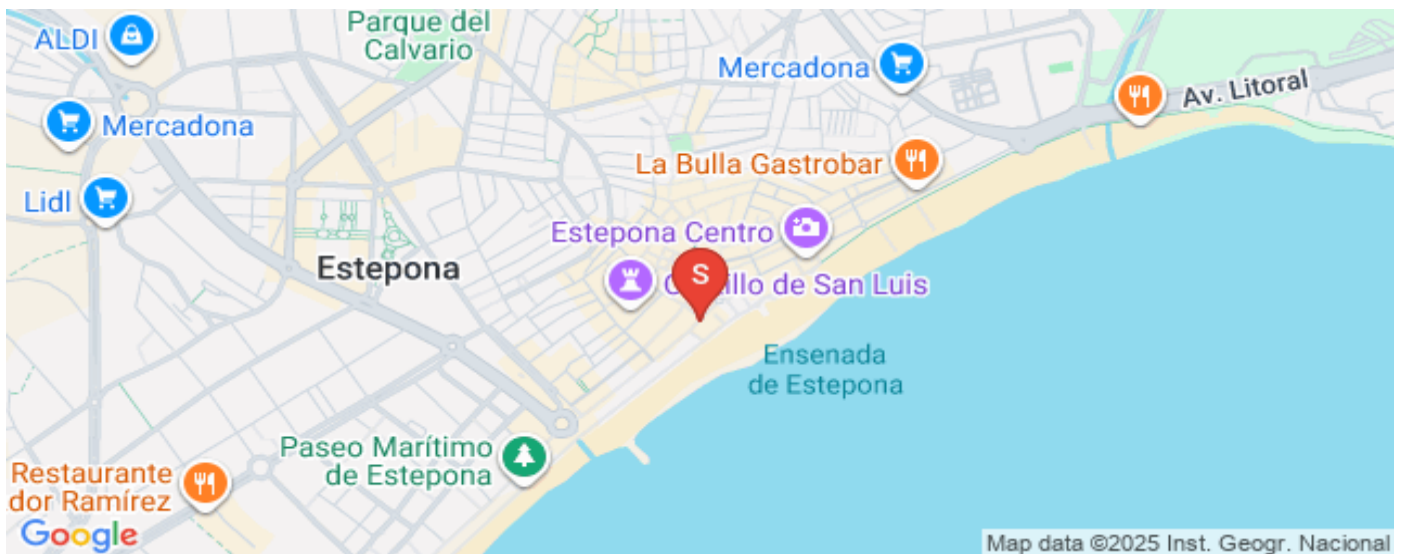 Parque del
Calvario
ALDI
Mercadona
Mercadona
Av. Litoral
La Bulla Gastrobar
Lidl
Estepona Centro
Estepona
S
illo de San Luis
Ensenada
de Estepona
Paseo Marítimo
de Estepona
Restaurante
dor Ramírez
Google
Map data ©2025 Inst. Geogr. Nacional